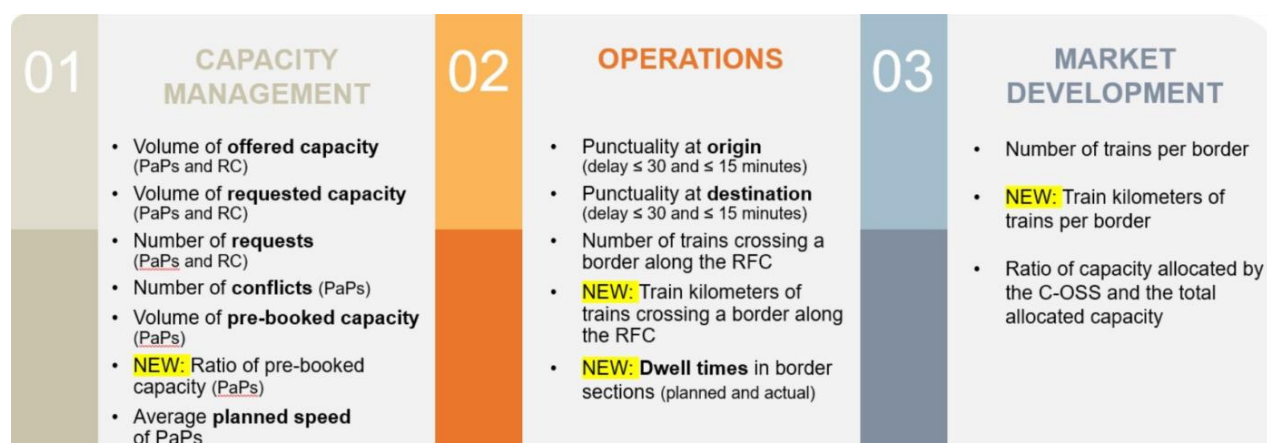 01
CAPACITY
MANAGEMENT
• Volume of offered capacity
(PaPs and RC)
• Volume of requested capacity
(PaPs and RC)
• Number of requests
(PaPs and RC)
• Number of conflicts (PaPs)
• Volume of pre-booked capacity
(PaPs)
• NEW: Ratio of pre-booked
capacity (PaPs)
• Average planned speed
of PaPs
02
OPERATIONS
• Punctuality at origin
(delay ≤ 30 and ≤ 15 minutes)
• Punctuality at destination
(delay ≤ 30 and ≤ 15 minutes)
• Number of trains crossing a
border along the RFC
• NEW: Train kilometers of
trains crossing a border along
the RFC
• NEW: Dwell times in border
sections (planned and actual)
03
MARKET
DEVELOPMENT
• Number of trains per border
• NEW: Train kilometers of
trains per border
• Ratio of capacity allocated by
the C-OSS and the total
allocated capacity